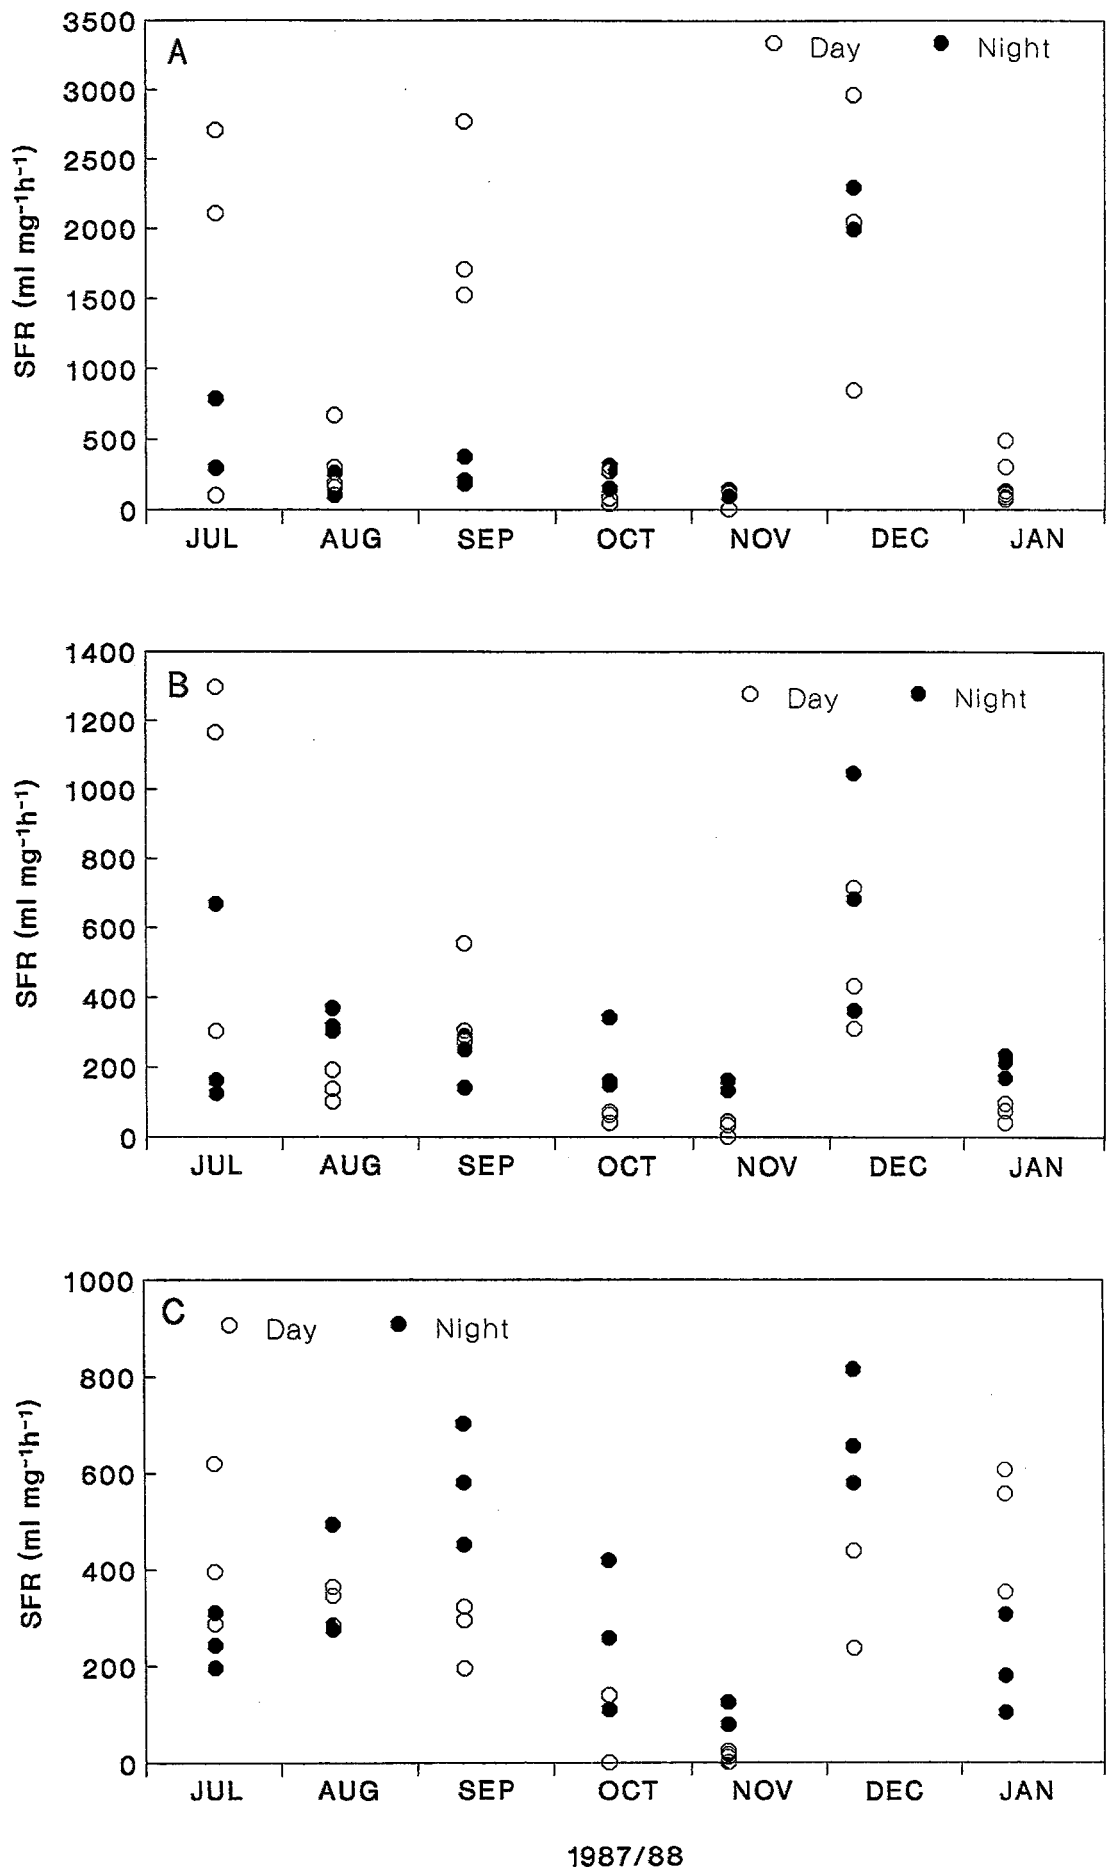 3500
A
Day
Night
3000
2500
2000
1500
1000
500
0
SFR (ml mg⁻¹h⁻¹)
JUL AUG SEP OCT NOV DEC JAN
1400
B
Day
Night
1200
1000
800
600
400
200
0
SFR (ml mg⁻¹h⁻¹)
JUL AUG SEP OCT NOV DEC JAN
1000
C
Day
Night
800
600
400
200
0
SFR (ml mg⁻¹h⁻¹)
JUL AUG SEP OCT NOV DEC JAN
1987/88